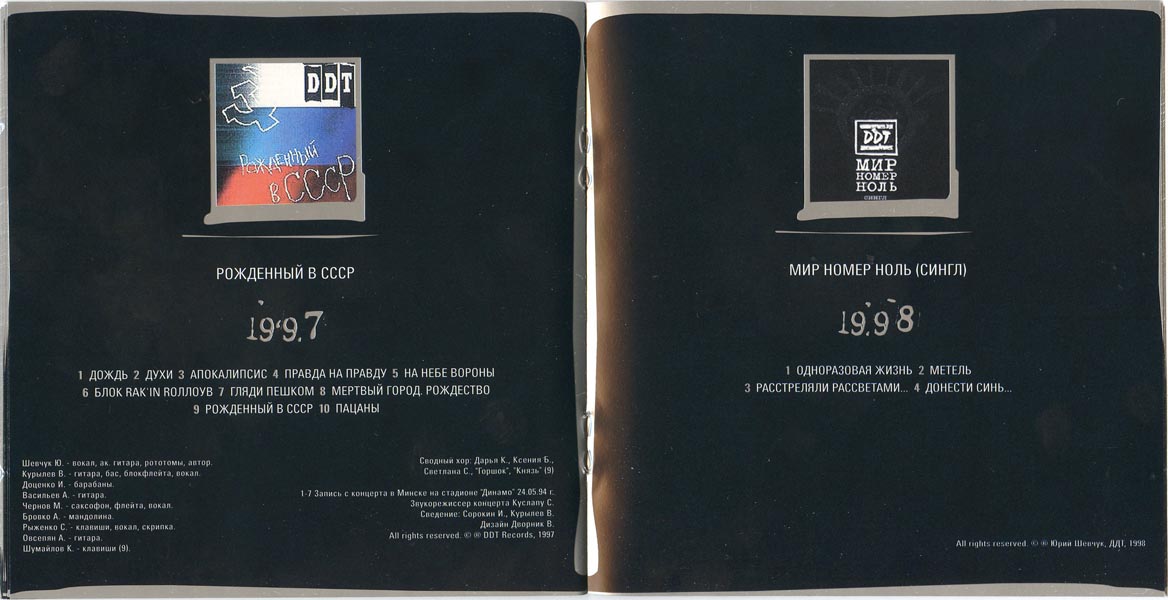 DDT
РОЖДЕННЫЙ
В СССР
РОЖДЕННЫЙ В СССР
1997
1 ДОЖДЬ 2 ДУХИ 3 АПОКАЛИПСИС 4 ПРАВДА НА ПРАВДУ 5 НА НЕБЕ ВОРОНЫ
6 БЛОК RAK'IN ROЛЛОУВ 7 ГЛЯДИ ПЕШКОМ 8 МЕРТВЫЙ ГОРОД. РОЖДЕСТВО
9 РОЖДЕННЫЙ В СССР 10 ПАЦАНЫ
Шевчук Ю. - вокал, ак. гитара, рототомы, автор.
Курылев В. - гитара, бас, блокфлейта, вокал.
Доценко И. - барабаны.
Васильев А. - гитара.
Чернов М. - саксофон, флейта, вокал.
Бровко А. - мандолина.
Рыженко С. - клавиши, вокал, скрипка.
Овсепян А. - гитара.
Шумайлов К. - клавиши (9).
Сводный хор: Дарья К., Ксения Б.,
Светлана С., "Горшок", "Князь" (9)
1-7 Запись с концерта в Минске на стадионе "Динамо" 24.05.94 г.
Звукорежиссер концерта Куслапу С.
Сведение: Сорокин И., Курылев В.
Дизайн Дворник В.
All rights reserved. © ℗ DDT Records, 1997
DDT
МИР
НОМЕР
НОЛЬ
СИНГЛ
МИР НОМЕР НОЛЬ (СИНГЛ)
1998
1 ОДНОРАЗОВАЯ ЖИЗНЬ 2 МЕТЕЛЬ
3 РАССТРЕЛЯЛИ РАССВЕТАМИ... 4 ДОНЕСТИ СИНЬ...
All rights reserved. © ℗ Юрий Шевчук, ДДТ, 1998